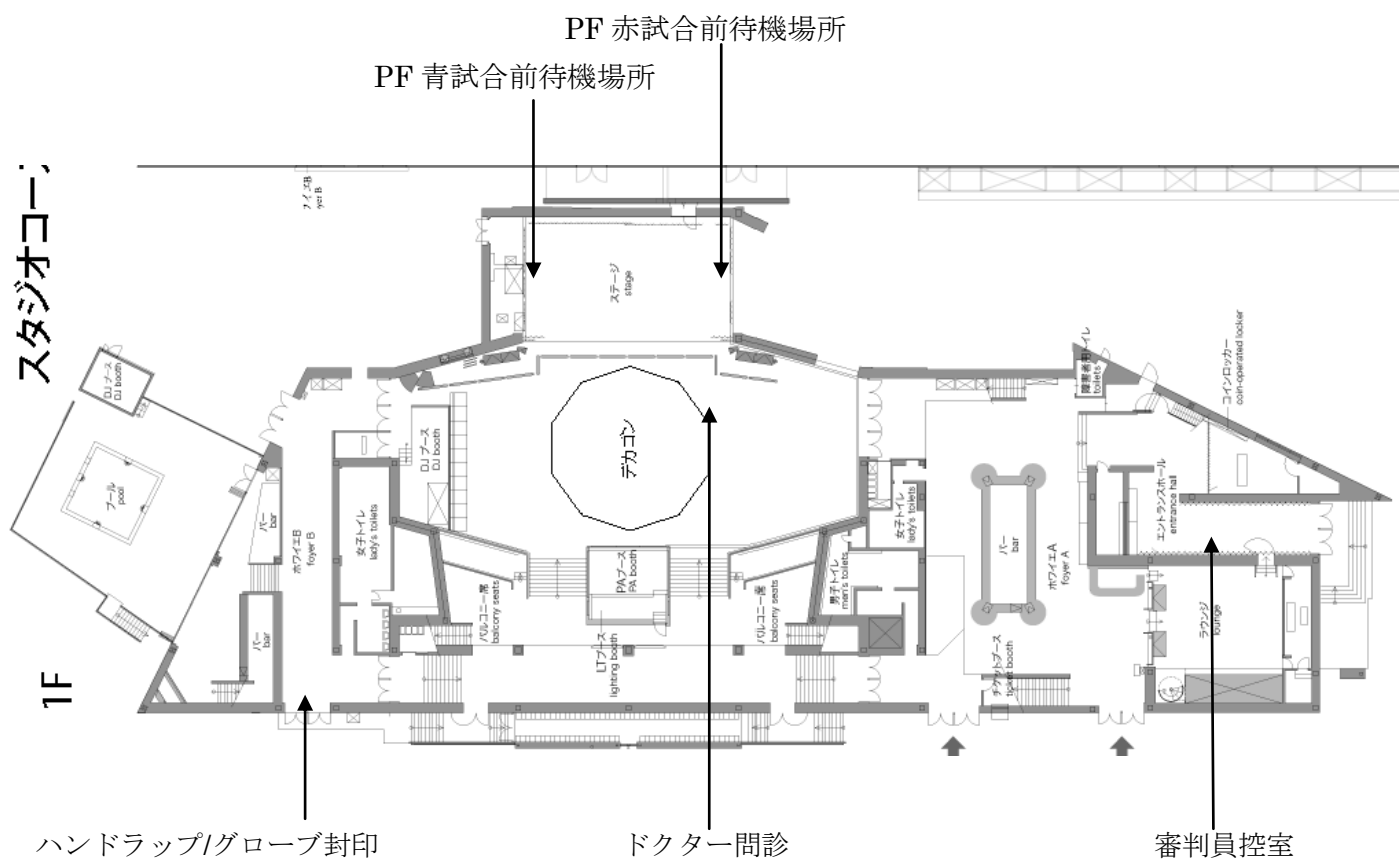 PF 赤試合前待機場所
PF 青試合前待機場所
スタジオコー
1F
ホワイエB
foyer B
DJ ブース
DJ booth
プール
pool
バー
bar
バー
bar
女子トイレ
lady's toilets
DJ ブース
DJ booth
ステージ
stage
デカゴン
PAブース
PA booth
LTブース
lighting booth
バルコニー席
balcony seats
バルコニー席
balcony seats
男子トイレ
men's toilets
女子トイレ
lady's toilets
バー
bar
ホワイエA
foyer A
チケットブース
ticket booth
障害者用トイレ
toilets
コインロッカー
coin-operated locker
エントランスホール
entrance hall
ラウンジ
lounge
ハンドラップ/グローブ封印
ドクター問診
審判員控室